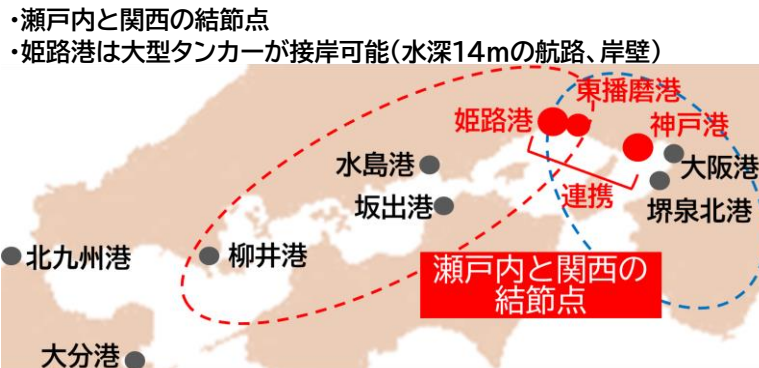 ・瀬戸内と関西の結節点
・姫路港は大型タンカーが接岸可能(水深14mの航路、岸壁)
東播磨港
姫路港
神戸港
水島港
大阪港
連携
坂出港
堺泉北港
北九州港
柳井港
瀬戸内と関西の
結節点
大分港